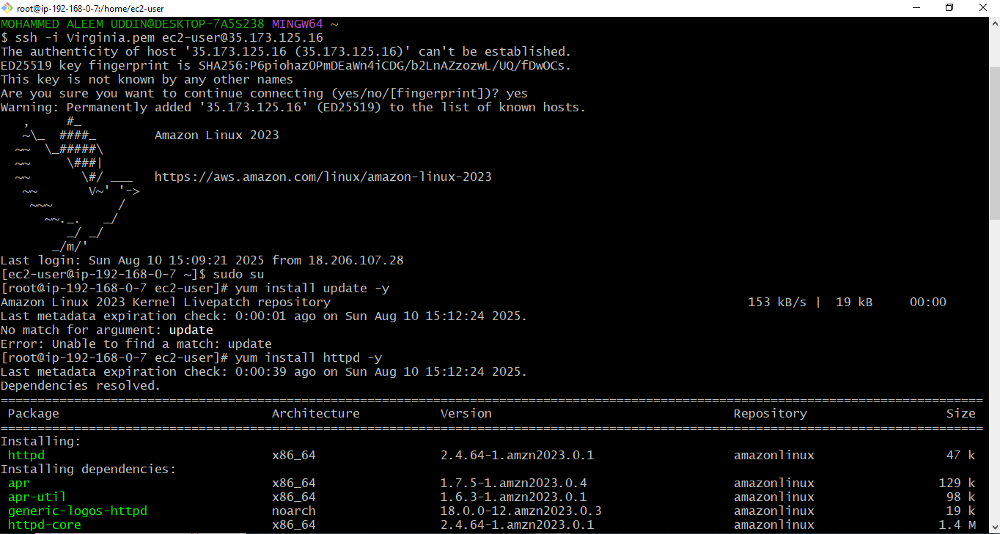 root@ip-192-168-0-7:/home/ec2-user
MOHAMMED ALEEM UDDIN@DESKTOP-7A5S238 MINGW64 ~
$ ssh -i Virginia.pem ec2-user@35.173.125.16
The authenticity of host '35.173.125.16 (35.173.125.16)' can't be established.
ED25519 key fingerprint is SHA256:P6piohazOPmDEaWn4iCDG/b2LnAZzozwL/UQ/fDwOCs.
This key is not known by any other names
Are you sure you want to continue connecting (yes/no/[fingerprint])? yes
Warning: Permanently added '35.173.125.16' (ED25519) to the list of known hosts.
   ,     #_
   ~\_  ####_        Amazon Linux 2023
  ~~  \_#####\
  ~~     \###|
  ~~       \#/ ___   https://aws.amazon.com/linux/amazon-linux-2023
   ~~       V~' '->
    ~~~         /
      ~~._.   _/
         _/ _/
       _/m/'
Last login: Sun Aug 10 15:09:21 2025 from 18.206.107.28
[ec2-user@ip-192-168-0-7 ~]$ sudo su
[root@ip-192-168-0-7 ec2-user]# yum install update -y
Amazon Linux 2023 Kernel Livepatch repository 153 kB/s | 19 kB 00:00
Last metadata expiration check: 0:00:01 ago on Sun Aug 10 15:12:24 2025.
No match for argument: update
Error: Unable to find a match: update
[root@ip-192-168-0-7 ec2-user]# yum install httpd -y
Last metadata expiration check: 0:00:39 ago on Sun Aug 10 15:12:24 2025.
Dependencies resolved.
================================================================================
Package Architecture Version Repository Size
================================================================================
Installing:
httpd x86_64 2.4.64-1.amzn2023.0.1 amazonlinux 47 k
Installing dependencies:
apr x86_64 1.7.5-1.amzn2023.0.4 amazonlinux 129 k
apr-util x86_64 1.6.3-1.amzn2023.0.1 amazonlinux 98 k
generic-logos-httpd noarch 18.0.0-12.amzn2023.0.3 amazonlinux 19 k
httpd-core x86_64 2.4.64-1.amzn2023.0.1 amazonlinux 1.4 M